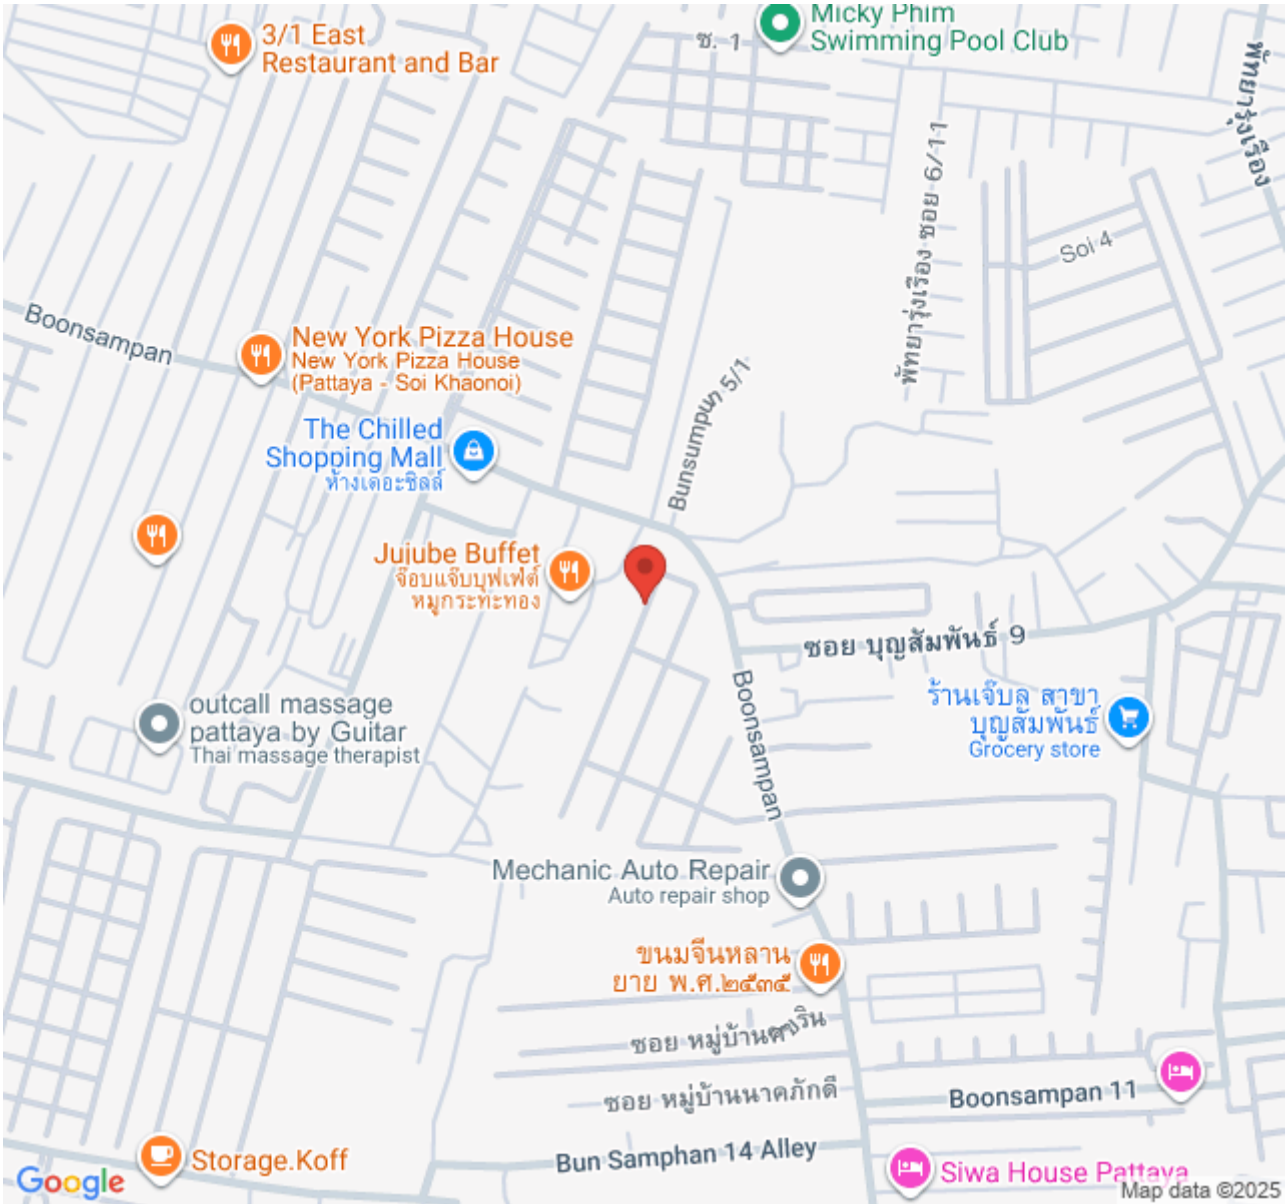 3/1 East
Restaurant and Bar
ซ. 1
Micky Phim
Swimming Pool Club
พัทยารุ่งเรือง
พัทยารุ่งเรือง ซอย 6/11
Soi 4
Boonsampan
New York Pizza House
New York Pizza House
(Pattaya - Soi Khaonoi)
Bunsumpun 5/1
The Chilled
Shopping Mall
ห้างเดอะชิลล์
Jujube Buffet
จ๊อบแจ๊บบุฟเฟ่ต์
หมูกระทะทอง
ซอย บุญสัมพันธ์ 9
Boonsampan
ร้านเจ๊บล สาขา
บุญสัมพันธ์
Grocery store
outcall massage
pattaya by Guitar
Thai massage therapist
Mechanic Auto Repair
Auto repair shop
ขนมจีนหลาน
ยาย พ.ศ.๒๕๓๕
ซอย หมู่บ้าน
ซอย หมู่บ้านนาคภักดี
Boonsampan 11
Bun Samphan 14 Alley
Storage.Koff
Siwa House Pattaya
Google
Map data ©2025